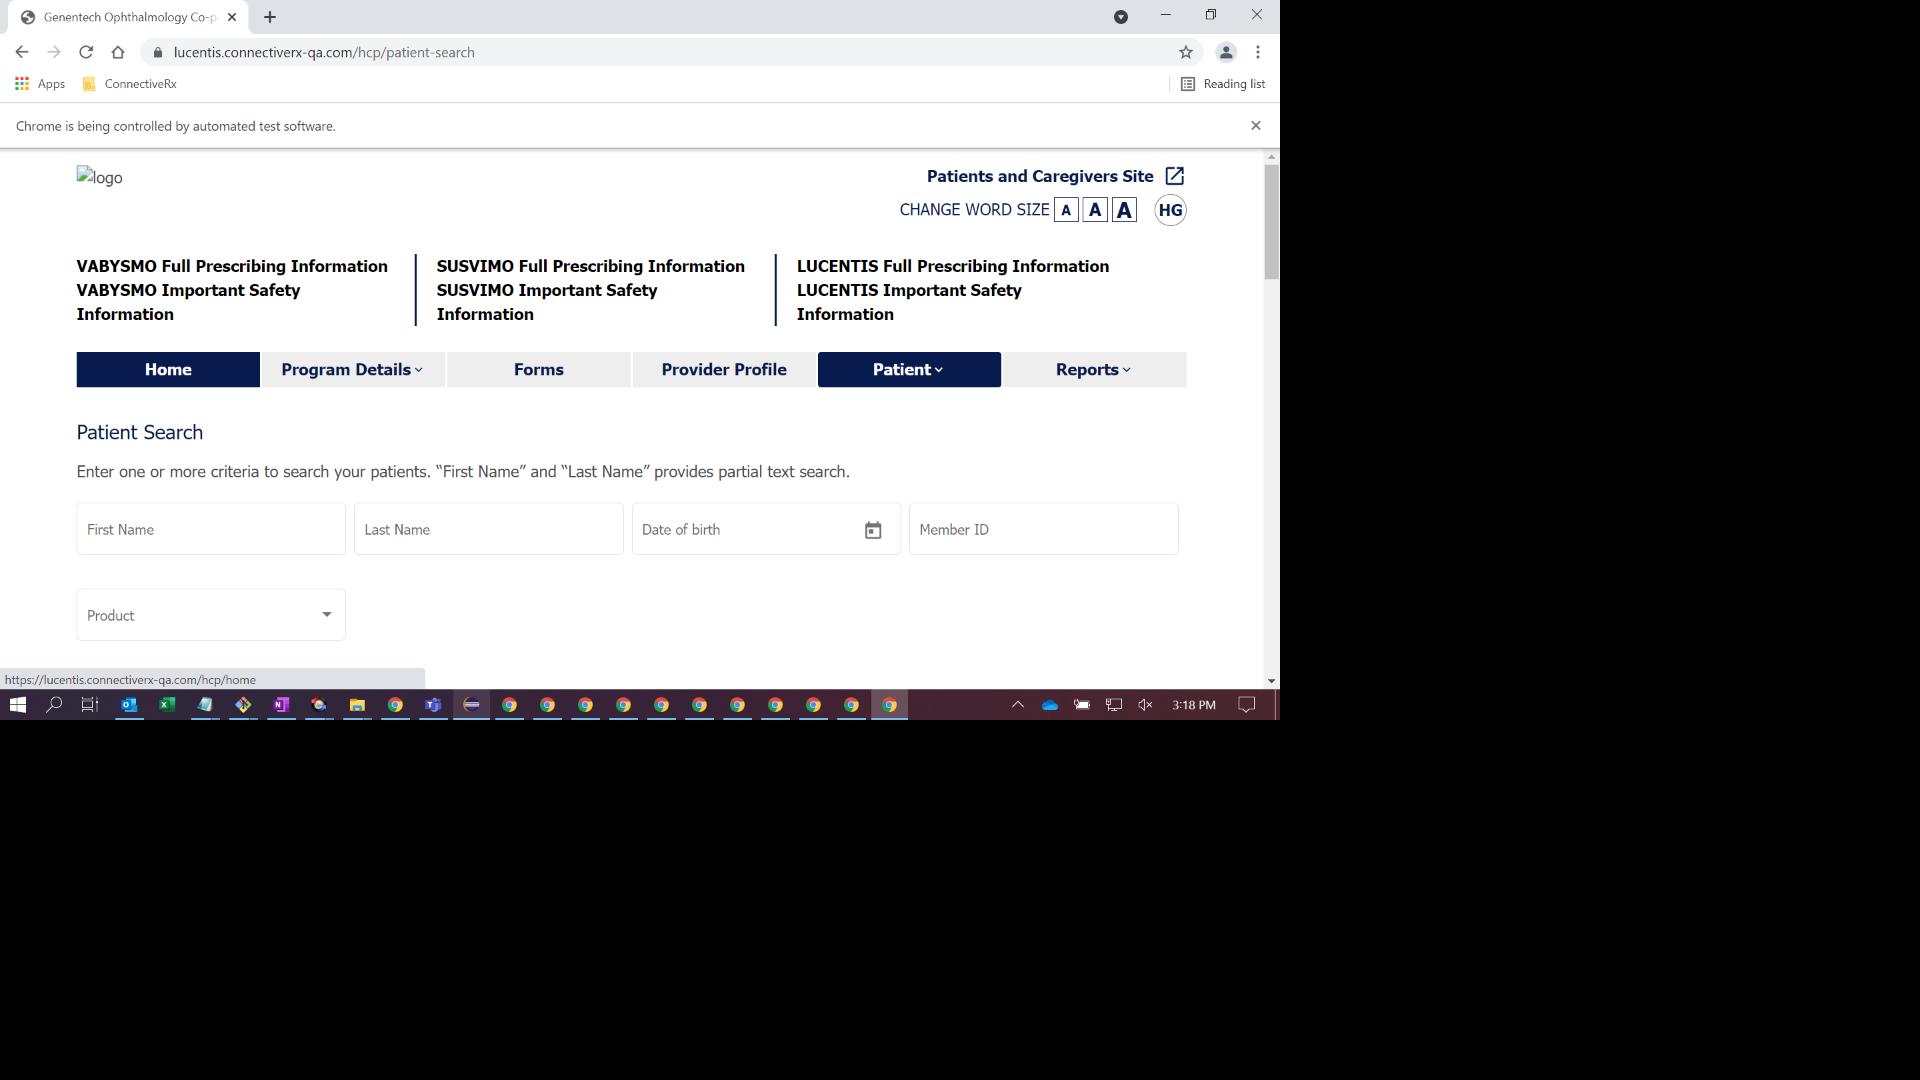 Genentech Ophthalmology Co-p
lucentis.connectiverx-qa.com/hcp/patient-search
Apps ConnectiveRx Reading list
Chrome is being controlled by automated test software.
logo
Patients and Caregivers Site
CHANGE WORD SIZE A A A HG
VABYSMO Full Prescribing Information
VABYSMO Important Safety
Information
SUSVIMO Full Prescribing Information
SUSVIMO Important Safety
Information
LUCENTIS Full Prescribing Information
LUCENTIS Important Safety
Information
Home Program Details Forms Provider Profile Patient Reports
Patient Search
Enter one or more criteria to search your patients. “First Name” and “Last Name” provides partial text search.
First Name Last Name Date of birth Member ID
Product
https://lucentis.connectiverx-qa.com/hcp/home
3:18 PM